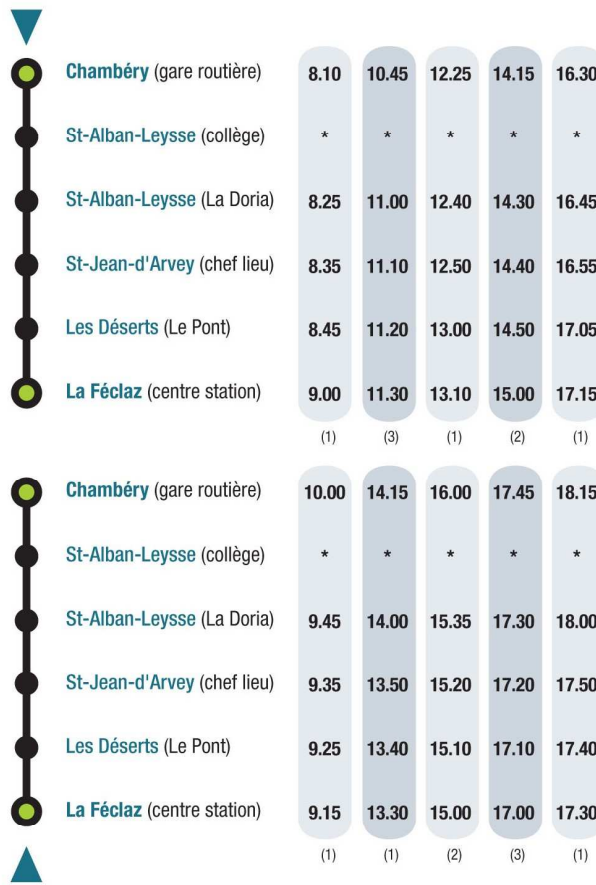 Chambéry (gare routière) 8.10 10.45 12.25 14.15 16.30
St-Alban-Leysse (collège) * * * * *
St-Alban-Leysse (La Doria) 8.25 11.00 12.40 14.30 16.45
St-Jean-d'Arvey (chef lieu) 8.35 11.10 12.50 14.40 16.55
Les Déserts (Le Pont) 8.45 11.20 13.00 14.50 17.05
La Féclaz (centre station) 9.00 11.30 13.10 15.00 17.15
(1) (3) (1) (2) (1)
Chambéry (gare routière) 10.00 14.15 16.00 17.45 18.15
St-Alban-Leysse (collège) * * * * *
St-Alban-Leysse (La Doria) 9.45 14.00 15.35 17.30 18.00
St-Jean-d'Arvey (chef lieu) 9.35 13.50 15.20 17.20 17.50
Les Déserts (Le Pont) 9.25 13.40 15.10 17.10 17.40
La Féclaz (centre station) 9.15 13.30 15.00 17.00 17.30
(1) (1) (2) (3) (1)